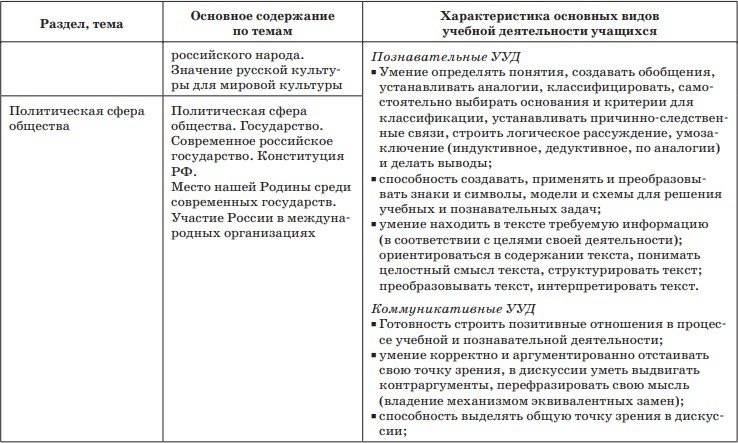 Раздел, тема
Основное содержание
по темам
Характеристика основных видов
учебной деятельности учащихся
российского народа.
Значение русской культу-
ры для мировой культуры
Политическая сфера
общества
Политическая сфера
общества. Государство.
Современное российское
государство. Конституция
РФ.
Место нашей Родины среди
современных государств.
Участие России в междуна-
родных организациях
Познавательные УУД
▪ Умение определять понятия, создавать обобщения,
устанавливать аналогии, классифицировать, само-
стоятельно выбирать основания и критерии для
классификации, устанавливать причинно-следствен-
ные связи, строить логическое рассуждение, умоза-
ключение (индуктивное, дедуктивное, по аналогии)
и делать выводы;
▪ способность создавать, применять и преобразовы-
вать знаки и символы, модели и схемы для решения
учебных и познавательных задач;
▪ умение находить в тексте требуемую информацию
(в соответствии с целями своей деятельности);
ориентироваться в содержании текста, понимать
целостный смысл текста, структурировать текст;
преобразовывать текст, интерпретировать текст.
Коммуникативные УУД
▪ Готовность строить позитивные отношения в процес-
се учебной и познавательной деятельности;
▪ умение корректно и аргументированно отстаивать
свою точку зрения, в дискуссии уметь выдвигать
контраргументы, перефразировать свою мысль
(владение механизмом эквивалентных замен);
▪ способность выделять общую точку зрения в дискус-
сии;